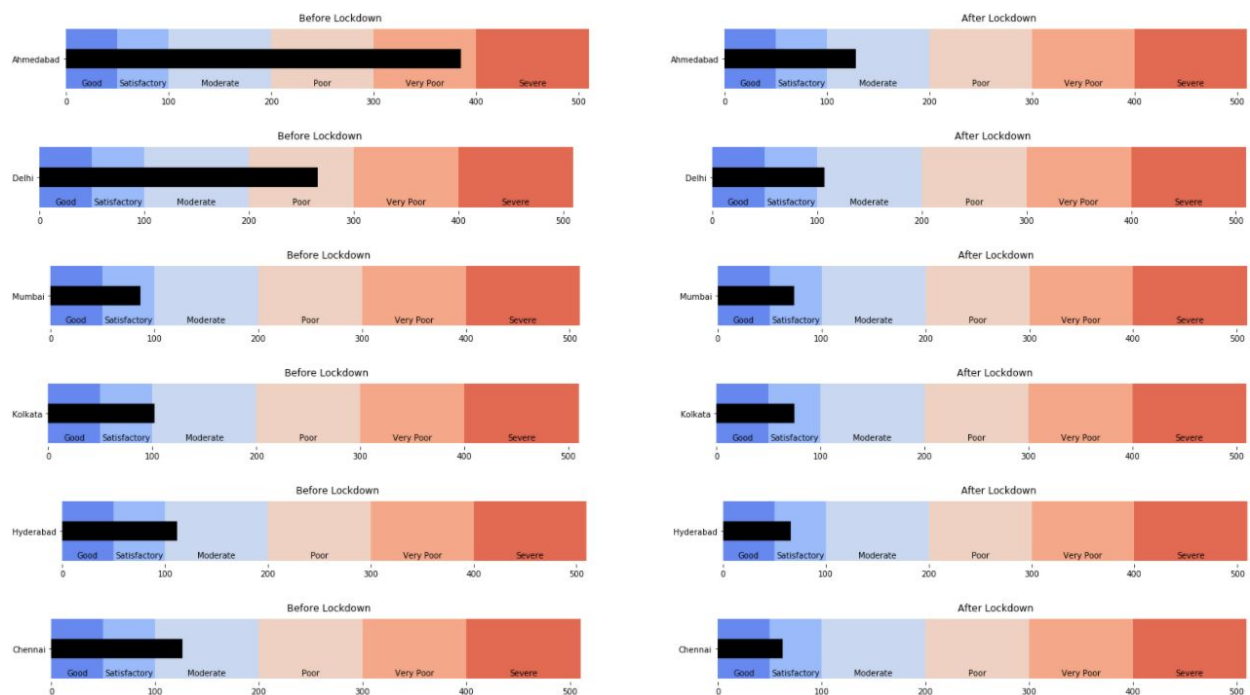 Before Lockdown
Ahmedabad
Good Satisfactory Moderate Poor Very Poor Severe
0 100 200 300 400 500
After Lockdown
Ahmedabad
Good Satisfactory Moderate Poor Very Poor Severe
0 100 200 300 400 500
Before Lockdown
Delhi
Good Satisfactory Moderate Poor Very Poor Severe
0 100 200 300 400 500
After Lockdown
Delhi
Good Satisfactory Moderate Poor Very Poor Severe
0 100 200 300 400 500
Before Lockdown
Mumbai
Good Satisfactory Moderate Poor Very Poor Severe
0 100 200 300 400 500
After Lockdown
Mumbai
Good Satisfactory Moderate Poor Very Poor Severe
0 100 200 300 400 500
Before Lockdown
Kolkata
Good Satisfactory Moderate Poor Very Poor Severe
0 100 200 300 400 500
After Lockdown
Kolkata
Good Satisfactory Moderate Poor Very Poor Severe
0 100 200 300 400 500
Before Lockdown
Hyderabad
Good Satisfactory Moderate Poor Very Poor Severe
0 100 200 300 400 500
After Lockdown
Hyderabad
Good Satisfactory Moderate Poor Very Poor Severe
0 100 200 300 400 500
Before Lockdown
Chennai
Good Satisfactory Moderate Poor Very Poor Severe
0 100 200 300 400 500
After Lockdown
Chennai
Good Satisfactory Moderate Poor Very Poor Severe
0 100 200 300 400 500